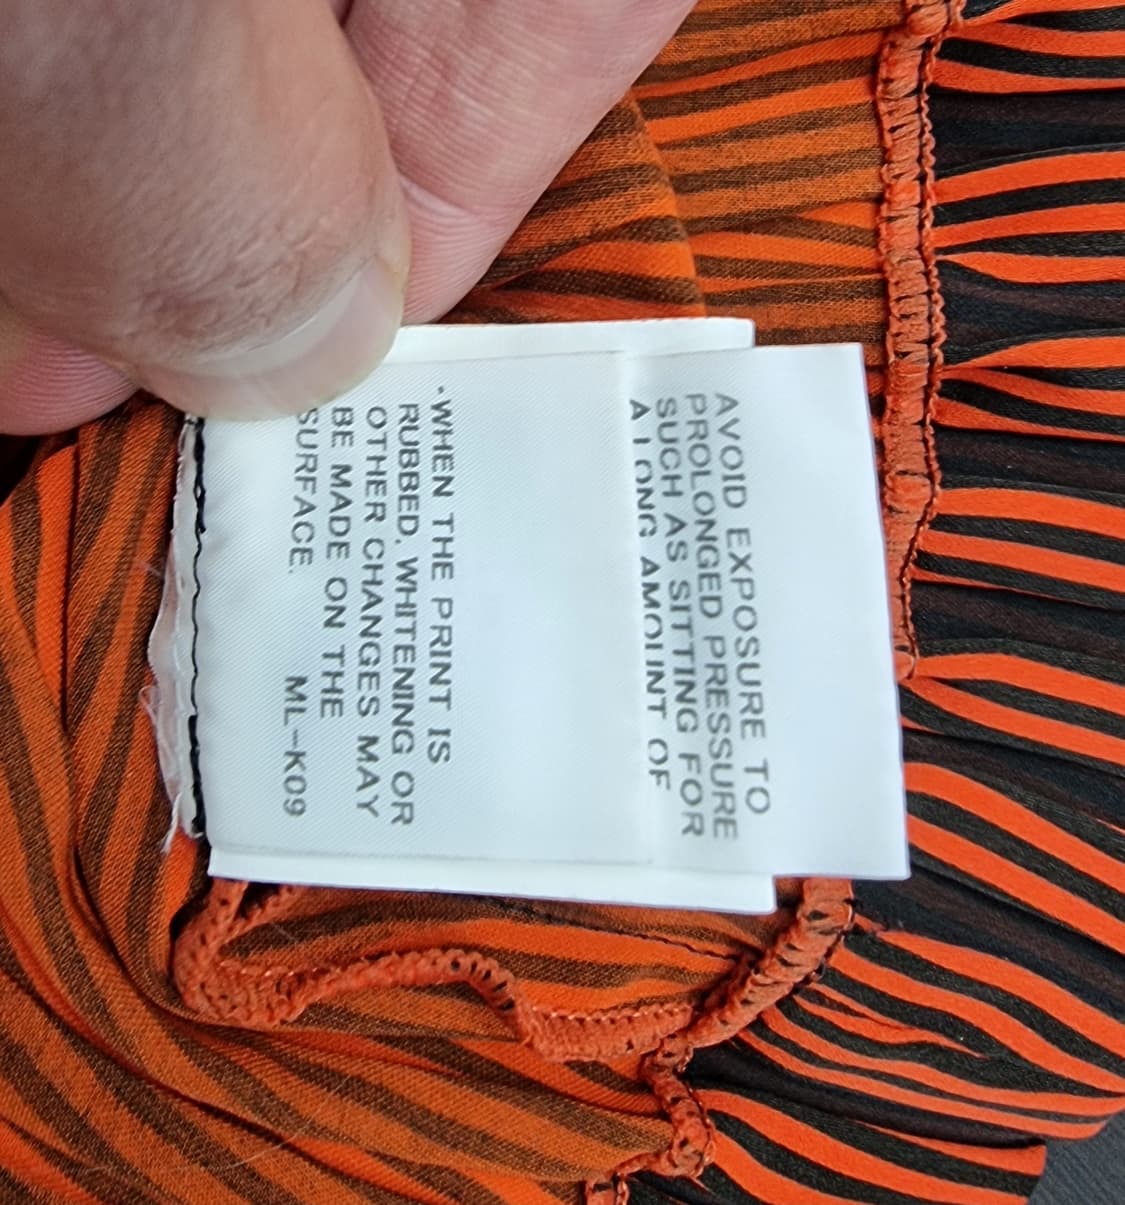 AVOID EXPOSURE TO
PROLONGED PRESSURE
SUCH AS SITTING FOR
A LONG AMOUNT OF
·WHEN THE PRINT IS
RUBBED, WHITENING OR
OTHER CHANGES MAY
BE MADE ON THE
SURFACE.
ML-K09